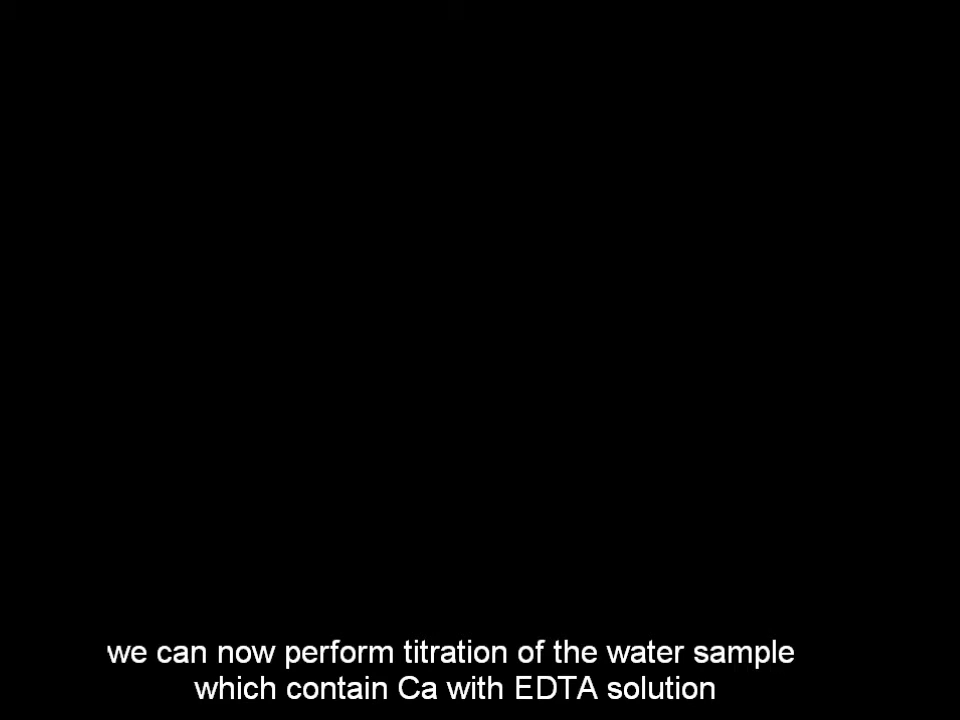 we can now perform titration of the water sample
which contain Ca with EDTA solution